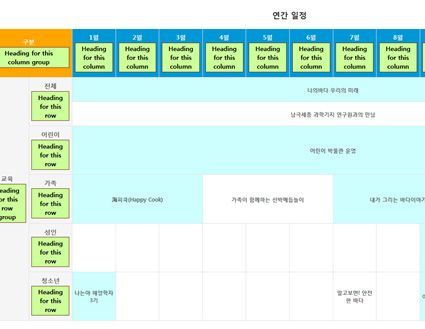 연간 일정
구분
Heading for this
column group
1월
Heading
for this
column
2월
Heading
for this
column
3월
Heading
for this
column
4월
Heading
for this
column
5월
Heading
for this
column
6월
Heading
for this
column
7월
Heading
for this
column
8월
Heading
for this
column
교육
Heading
for this
row
group
전체
Heading
for this
row
나의바다 우리의 미래
남극세종 과학기지 연구원과의 만남
어린이
Heading
for this
row
어린이 박물관 운영
가족
Heading
for this
row
海피쿡(Happy Cook)
가족이 함께하는 선박매듭놀이
내가 그리는 바다이야기
성인
Heading
for this
row
청소년
Heading
for this
row
나는야 해양학자
3기
알고보면! 안전
한 바다